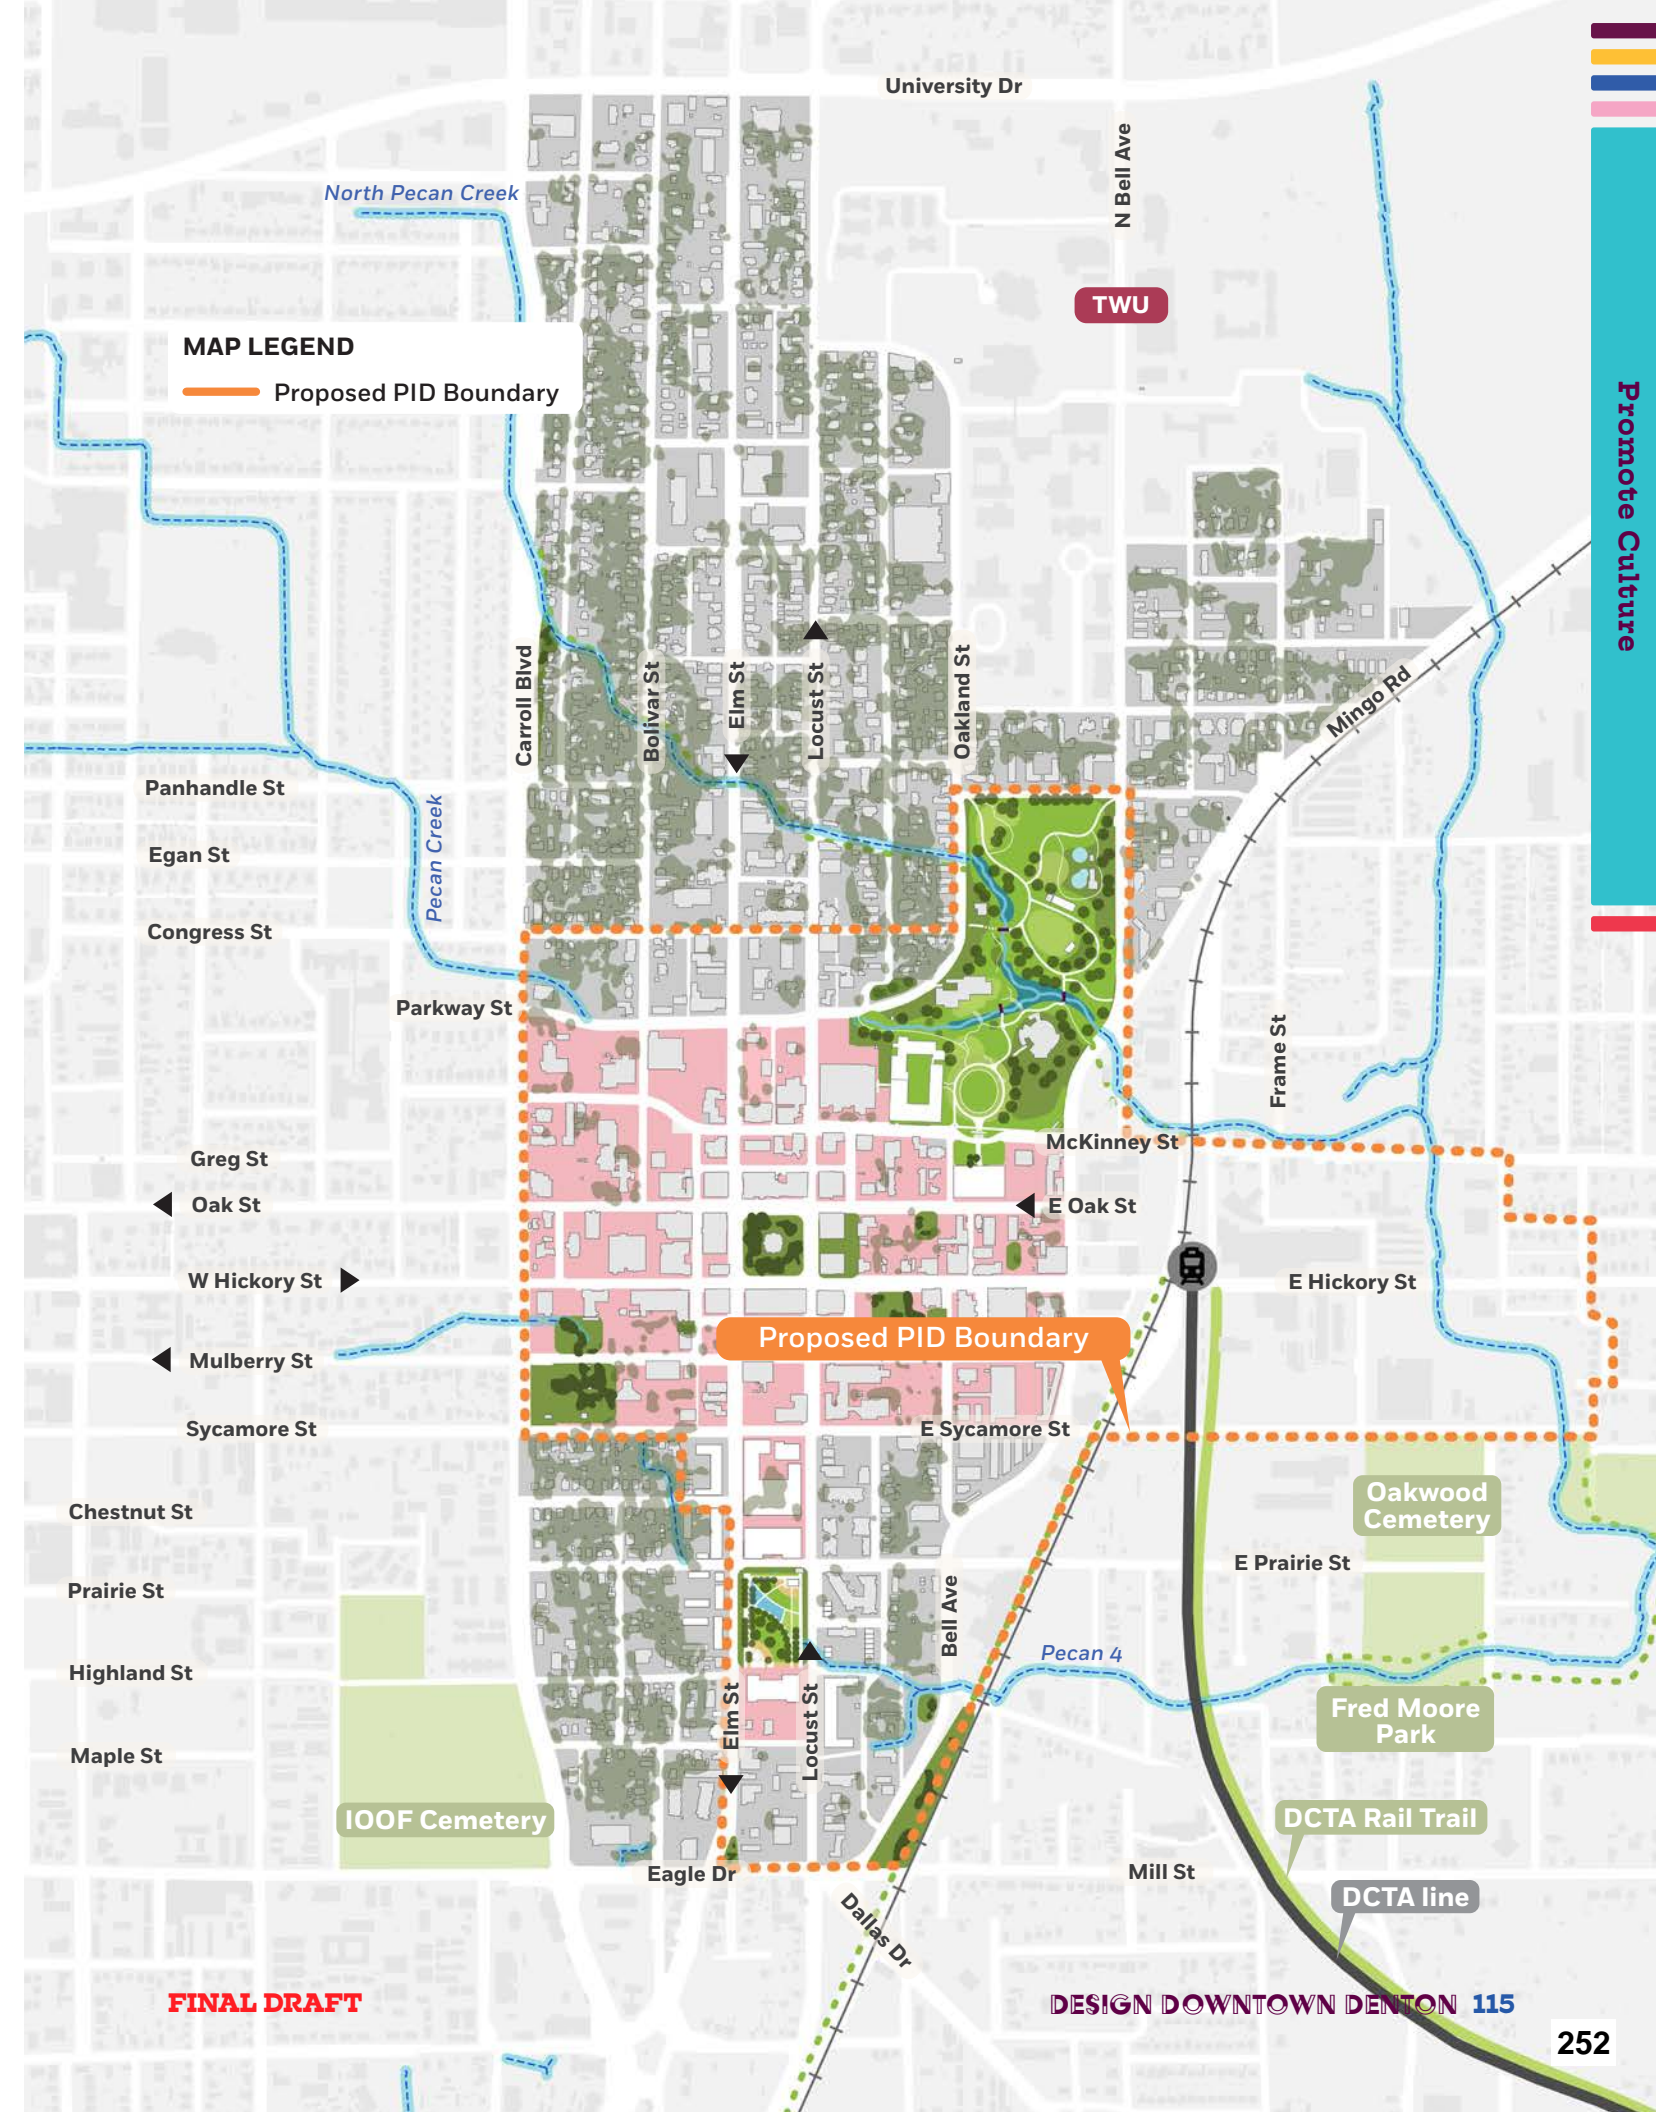 University Dr
N Bell Ave
North Pecan Creek
TWU
MAP LEGEND
Proposed PID Boundary
Promote Culture
Carroll Blvd
Bolivar St
Elm St
Locust St
Oakland St
Mingo Rd
Panhandle St
Pecan Creek
Egan St
Congress St
Parkway St
Frame St
McKinney St
Greg St
Oak St
E Oak St
W Hickory St
E Hickory St
Proposed PID Boundary
Mulberry St
Sycamore St
E Sycamore St
Chestnut St
Oakwood
Cemetery
E Prairie St
Prairie St
Bell Ave
Pecan 4
Highland St
Elm St
Locust St
Fred Moore
Park
Maple St
IOOF Cemetery
DCTA Rail Trail
Eagle Dr
Mill St
DCTA line
Dallas Dr
FINAL DRAFT
DESIGN DOWNTOWN DENTON 115
252